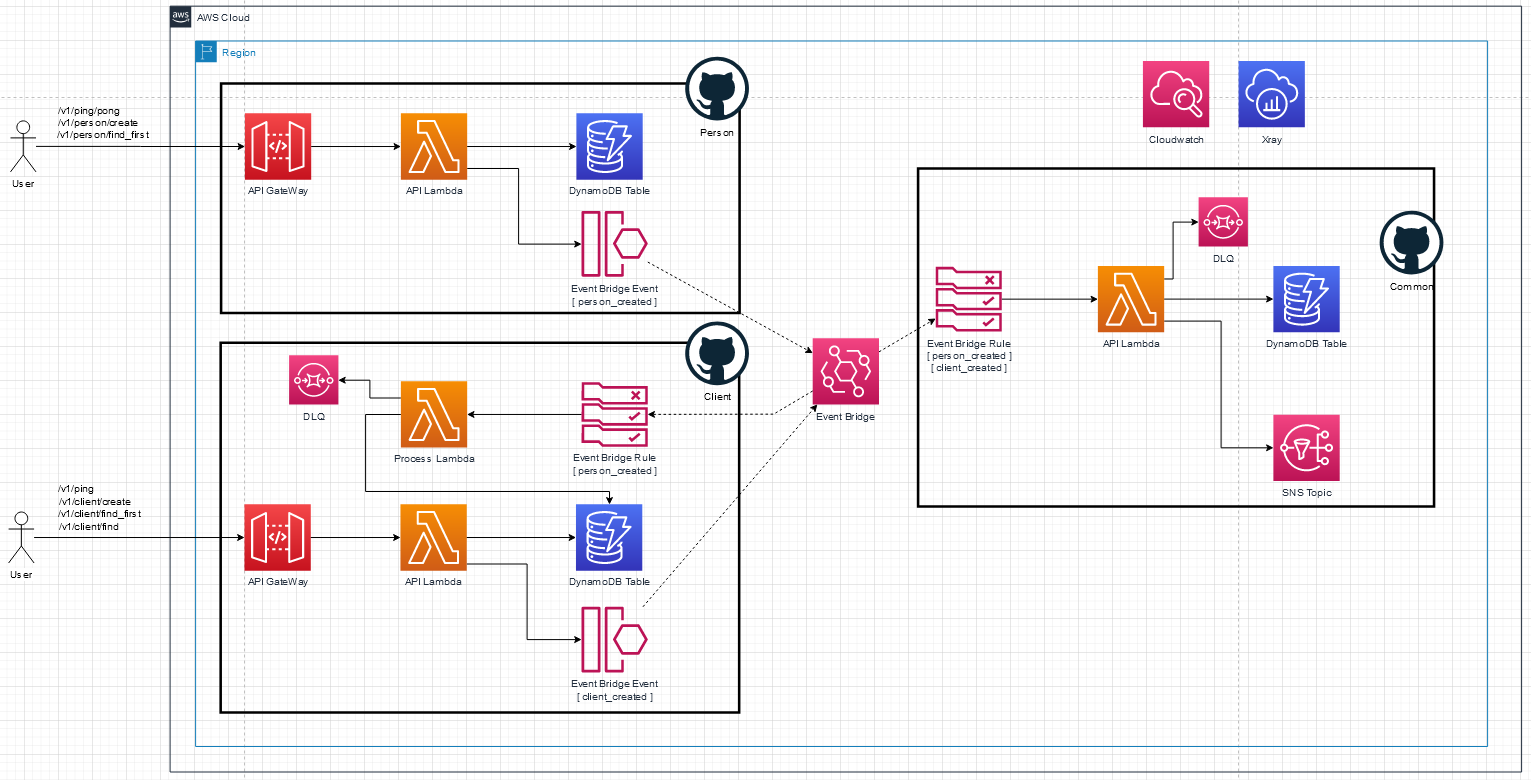 aws
AWS Cloud
Region
/v1/ping/pong
/v1/person/create
/v1/person/find_first
User
API GateWay
API Lambda
DynamoDB Table
Person
Event Bridge Event
[ person_created ]
Cloudwatch
Xray
DLQ
Common
Event Bridge Rule
[ person_created ]
[ client_created ]
API Lambda
DynamoDB Table
SNS Topic
Event Bridge
Client
DLQ
Process Lambda
Event Bridge Rule
[ person_created ]
/v1/ping
/v1/client/create
/v1/client/find_first
/v1/client/find
User
API GateWay
API Lambda
DynamoDB Table
Event Bridge Event
[ client_created ]